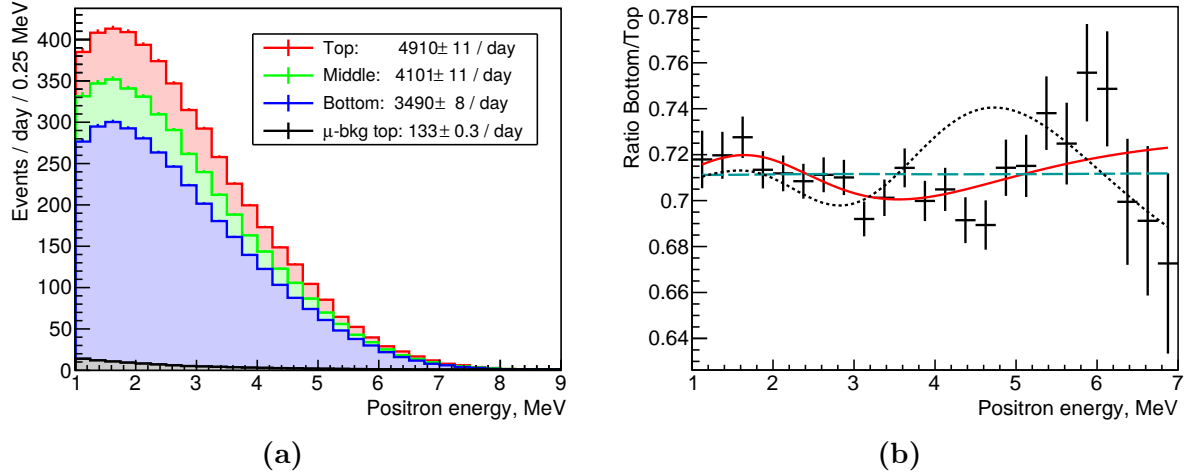 Events / day / 0.25 MeV
400
350
300
250
200
150
100
50
0
Top: 4910± 11 / day
Middle: 4101± 11 / day
Bottom: 3490± 8 / day
μ-bkg top: 133± 0.3 / day
1 2 3 4 5 6 7 8 9
Positron energy, MeV
(a)
Ratio Bottom/Top
0.78
0.76
0.74
0.72
0.7
0.68
0.66
0.64
1 2 3 4 5 6 7
Positron energy, MeV
(b)